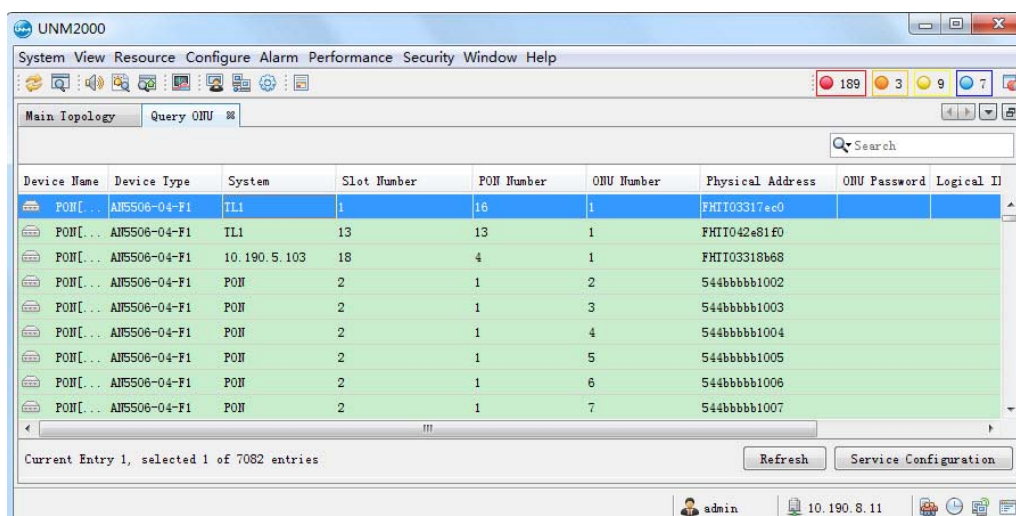 UNM2000
System View Resource Configure Alarm Performance Security Window Help
189 3 9 7
Main Topology Query ONU
Search
Device Name Device Type System Slot Number PON Number ONU Number Physical Address ONU Password Logical ID
PON[... AN5506-04-F1 TL1 1 16 1 FHTT03317ec0
PON[... AN5506-04-F1 TL1 13 13 1 FHTT042e81f0
PON[... AN5506-04-F1 10.190.5.103 18 4 1 FHTT03318b68
PON[... AN5506-04-F1 PON 2 1 2 544bbbbb1002
PON[... AN5506-04-F1 PON 2 1 3 544bbbbb1003
PON[... AN5506-04-F1 PON 2 1 4 544bbbbb1004
PON[... AN5506-04-F1 PON 2 1 5 544bbbbb1005
PON[... AN5506-04-F1 PON 2 1 6 544bbbbb1006
PON[... AN5506-04-F1 PON 2 1 7 544bbbbb1007
Current Entry 1, selected 1 of 7082 entries Refresh Service Configuration
admin 10.190.8.11